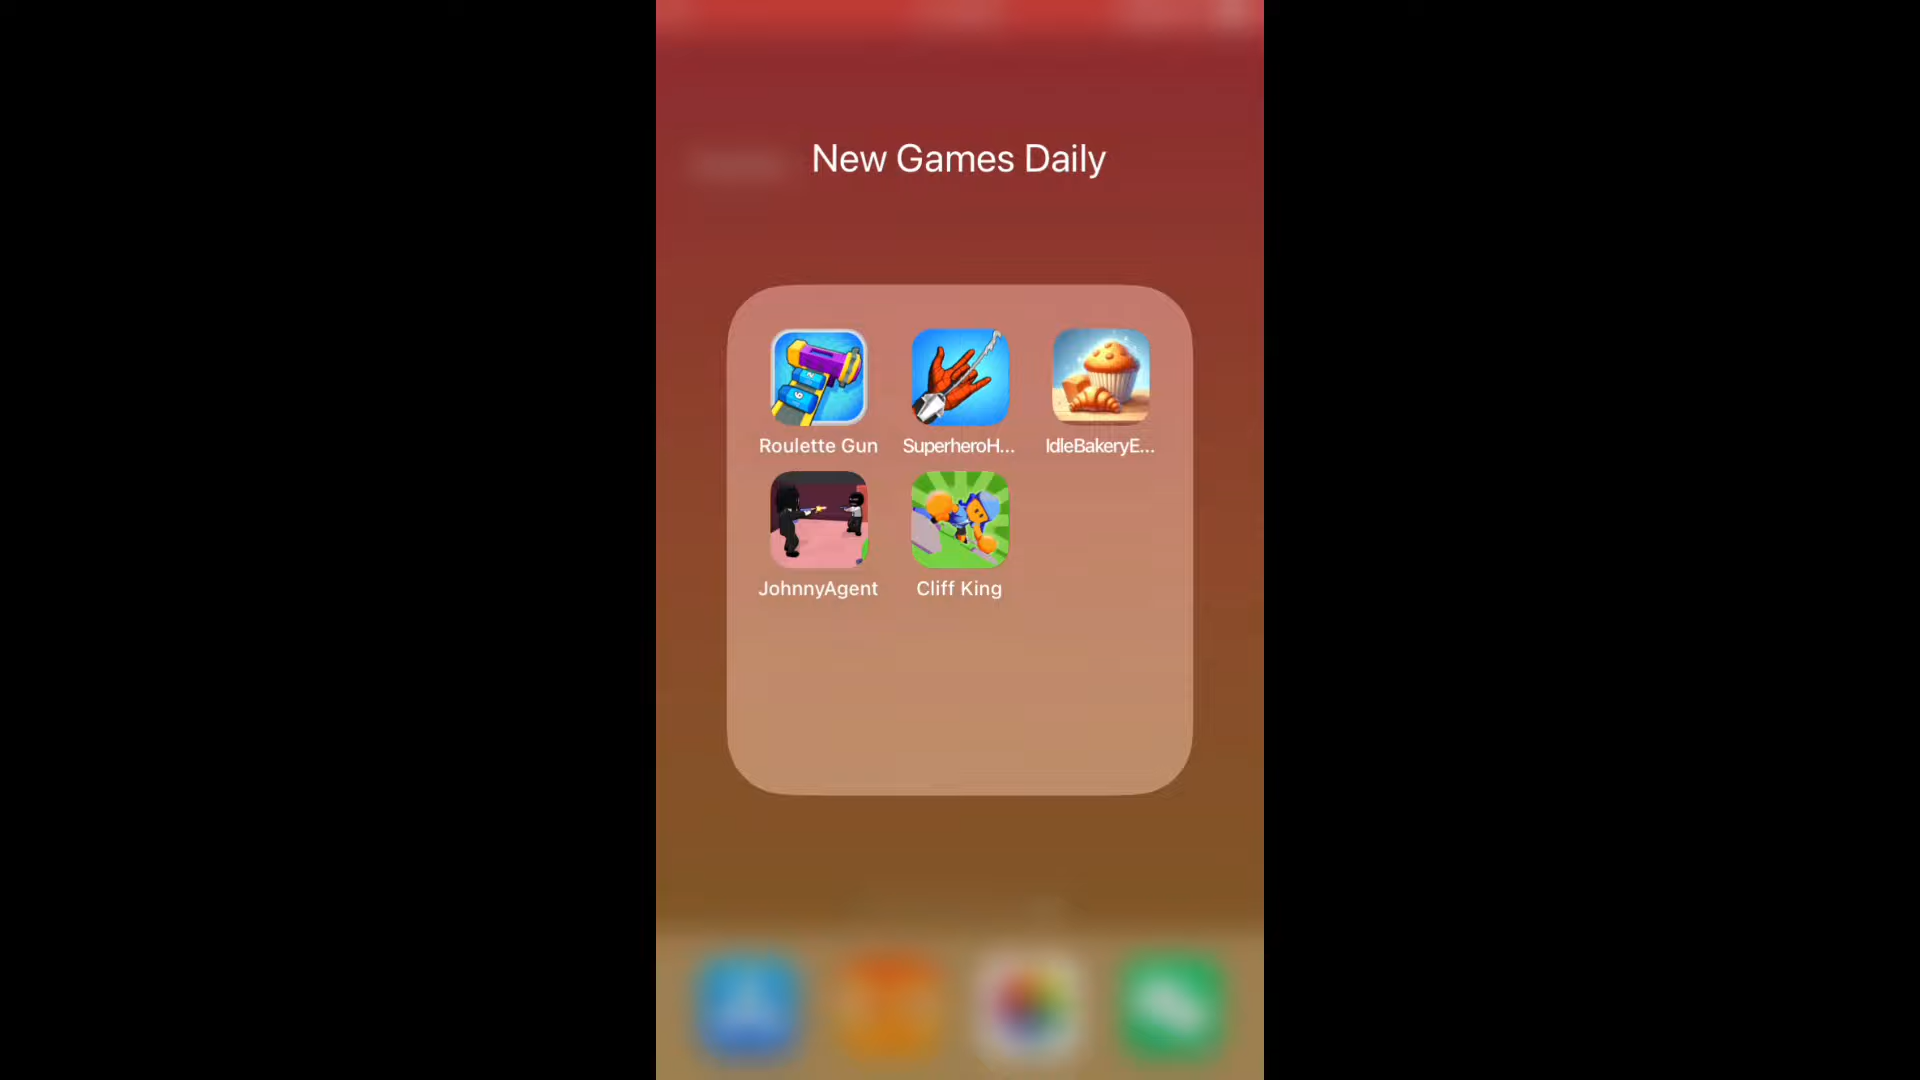 New Games Daily
Roulette Gun
SuperheroH...
IdleBakeryE...
JohnnyAgent
Cliff King